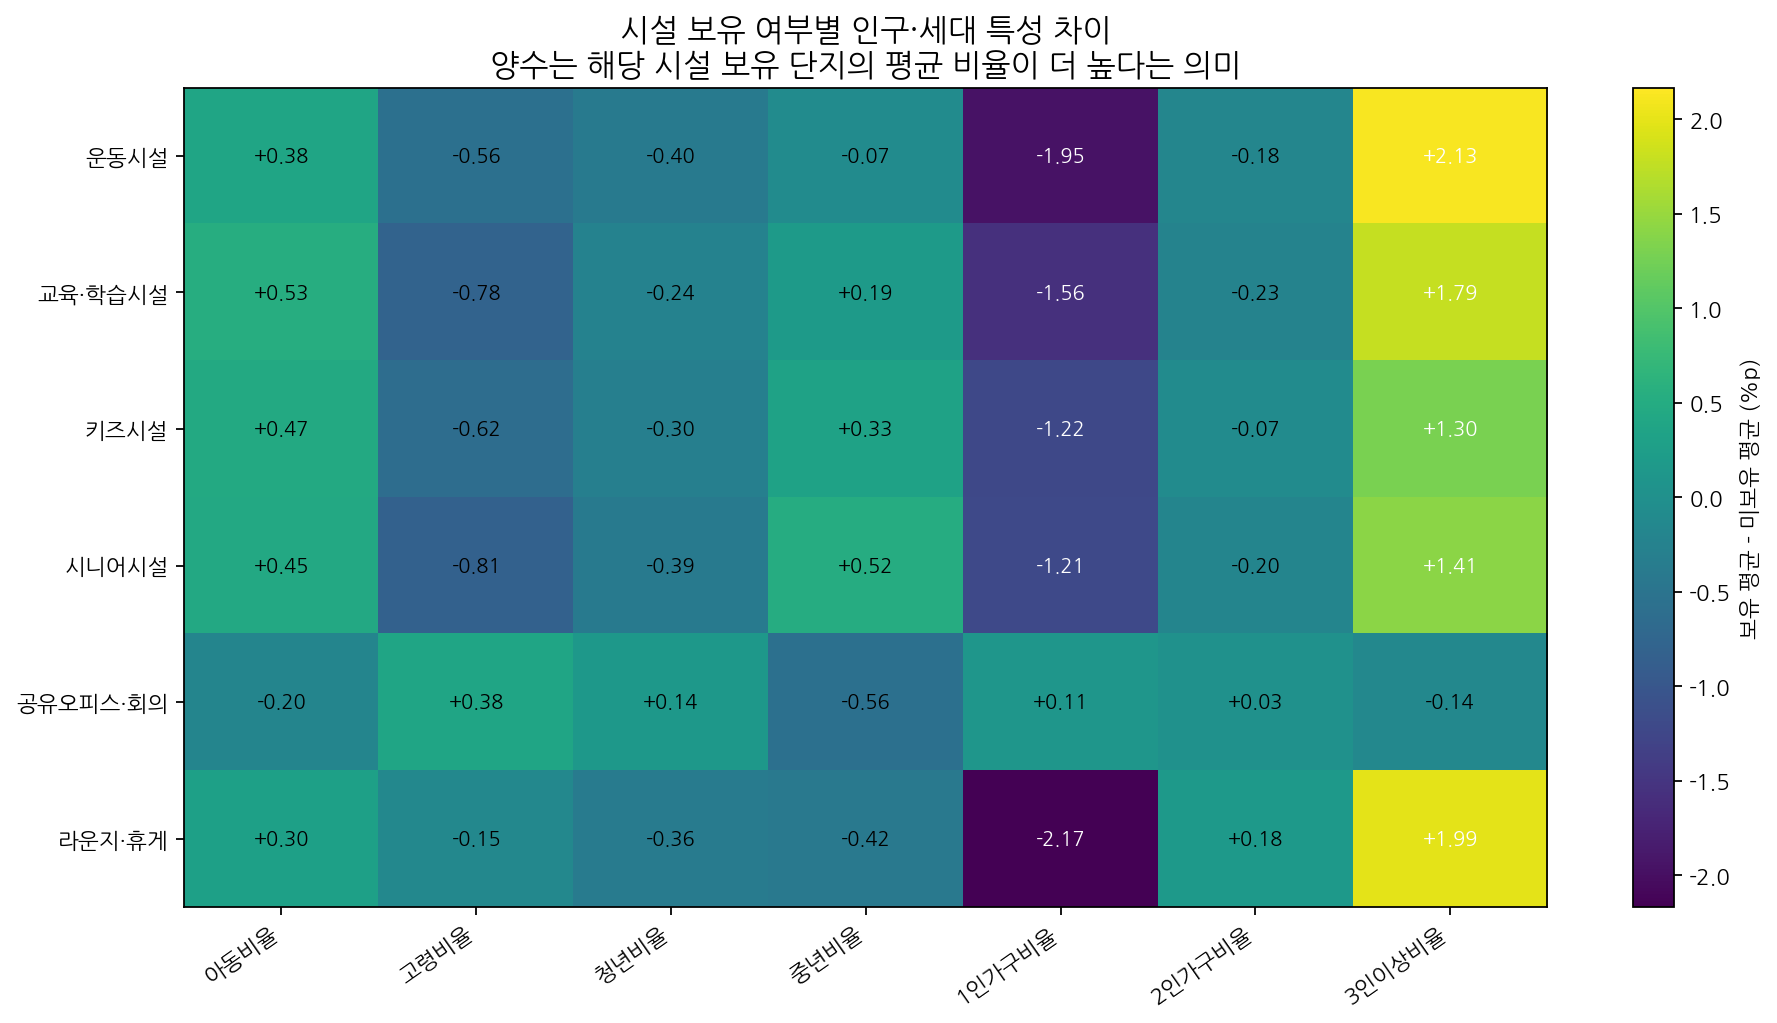 시설 보유 여부별 인구·세대 특성 차이
양수는 해당 시설 보유 단지의 평균 비율이 더 높다는 의미
운동시설 +0.38 -0.56 -0.40 -0.07 -1.95 -0.18 +2.13
교육·학습시설 +0.53 -0.78 -0.24 +0.19 -1.56 -0.23 +1.79
키즈시설 +0.47 -0.62 -0.30 +0.33 -1.22 -0.07 +1.30
시니어시설 +0.45 -0.81 -0.39 +0.52 -1.21 -0.20 +1.41
공유오피스·회의 -0.20 +0.38 +0.14 -0.56 +0.11 +0.03 -0.14
라운지·휴게 +0.30 -0.15 -0.36 -0.42 -2.17 +0.18 +1.99
아동비율 고령비율 청년비율 중년비율 1인가구비율 2인가구비율 3인이상비율
2.0
1.5
1.0
0.5
0.0
-0.5
-1.0
-1.5
-2.0
보유 평균 - 미보유 평균 (%p)